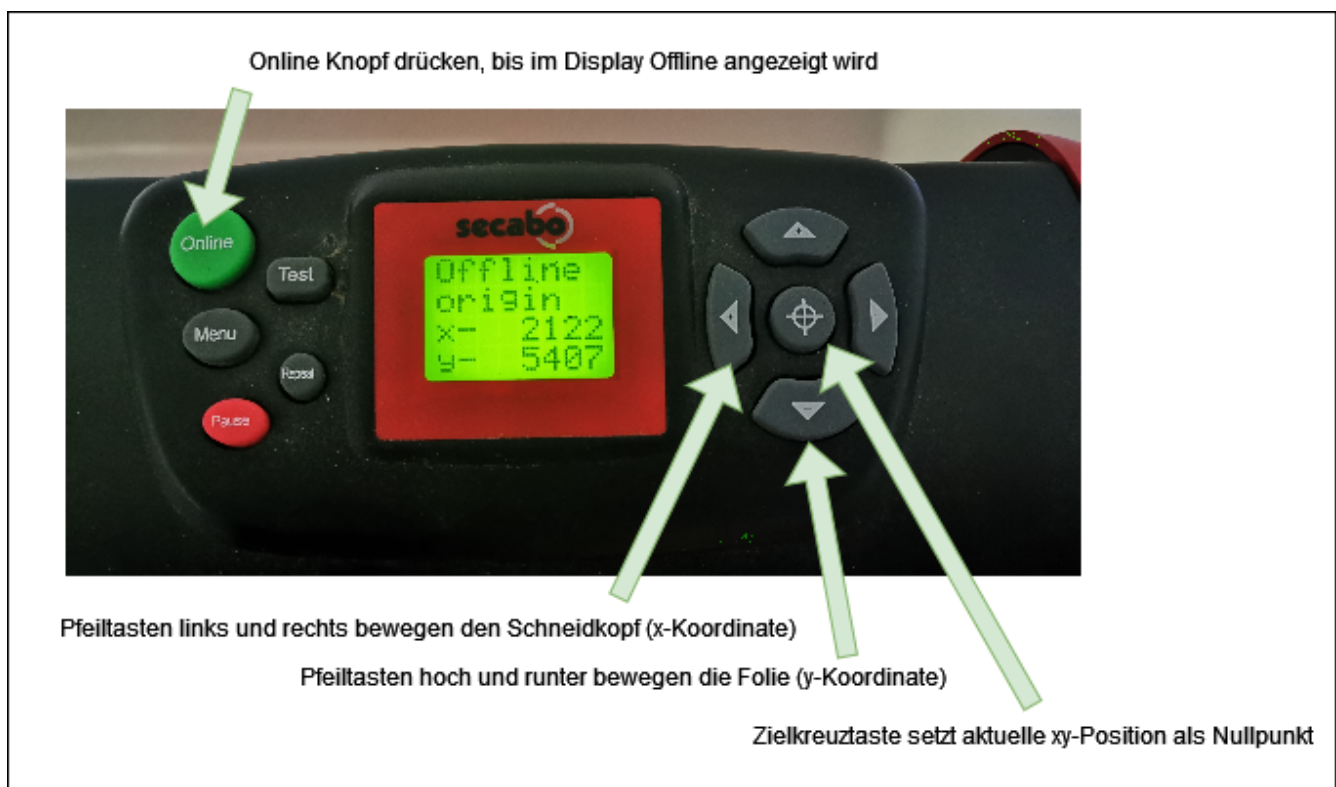 Online Knopf drücken, bis im Display Offline angezeigt wird
secabo
Online
Test
Menu
Repeat
Pause
Offline
origin
x- 2122
y- 5407
Pfeiltasten links und rechts bewegen den Schneidkopf (x-Koordinate)
Pfeiltasten hoch und runter bewegen die Folie (y-Koordinate)
Zielkreuztaste setzt aktuelle xy-Position als Nullpunkt